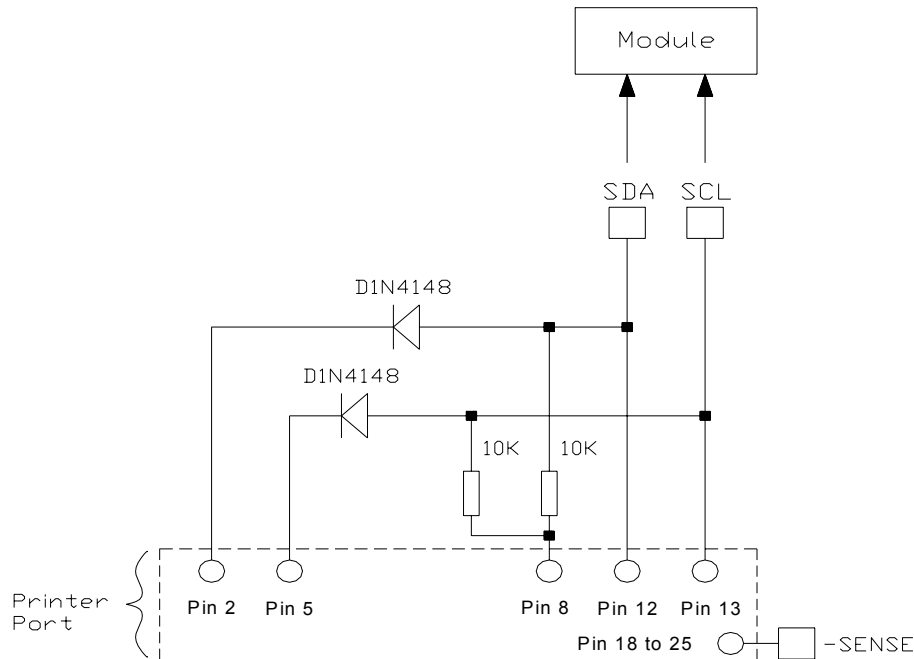 Module
SDA
SCL
D1N4148
D1N4148
10K
10K
Printer
Port
Pin 2
Pin 5
Pin 8
Pin 12
Pin 13
Pin 18 to 25
-SENSE